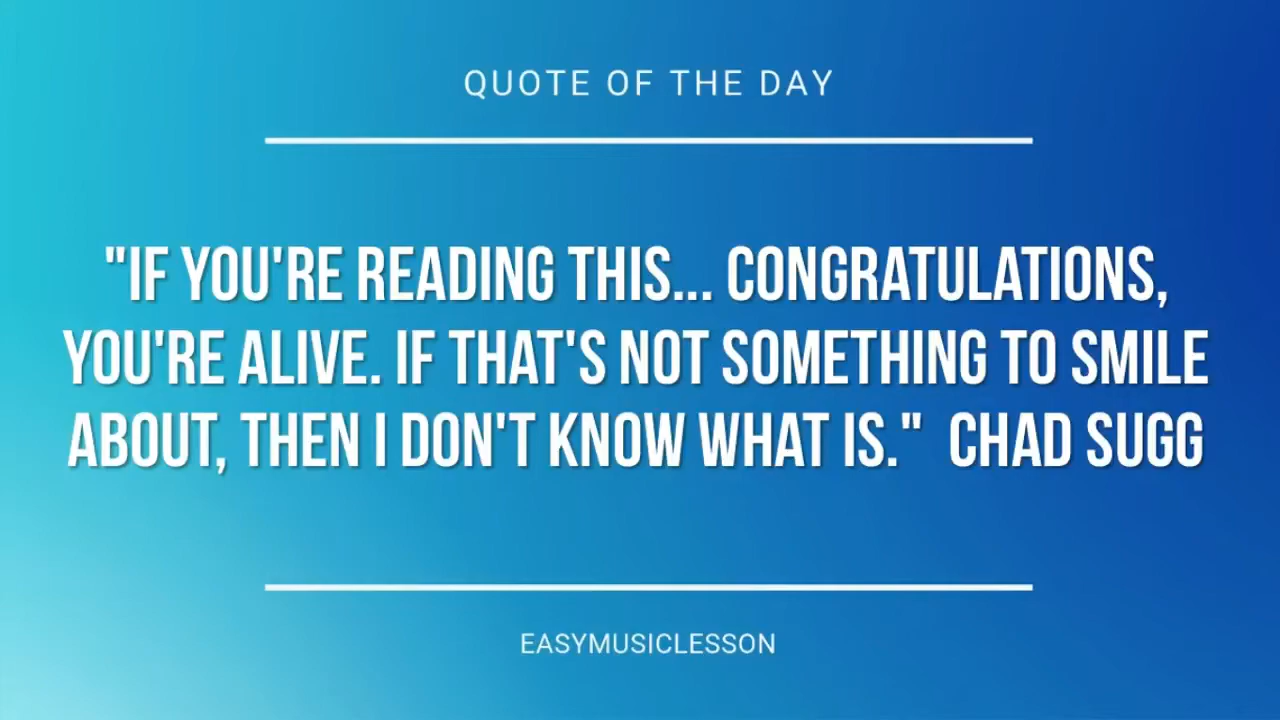 QUOTE OF THE DAY
"IF YOU'RE READING THIS... CONGRATULATIONS,
YOU'RE ALIVE. IF THAT'S NOT SOMETHING TO SMILE
ABOUT, THEN I DON'T KNOW WHAT IS." CHAD SUGG
EASYMUSICLESSON